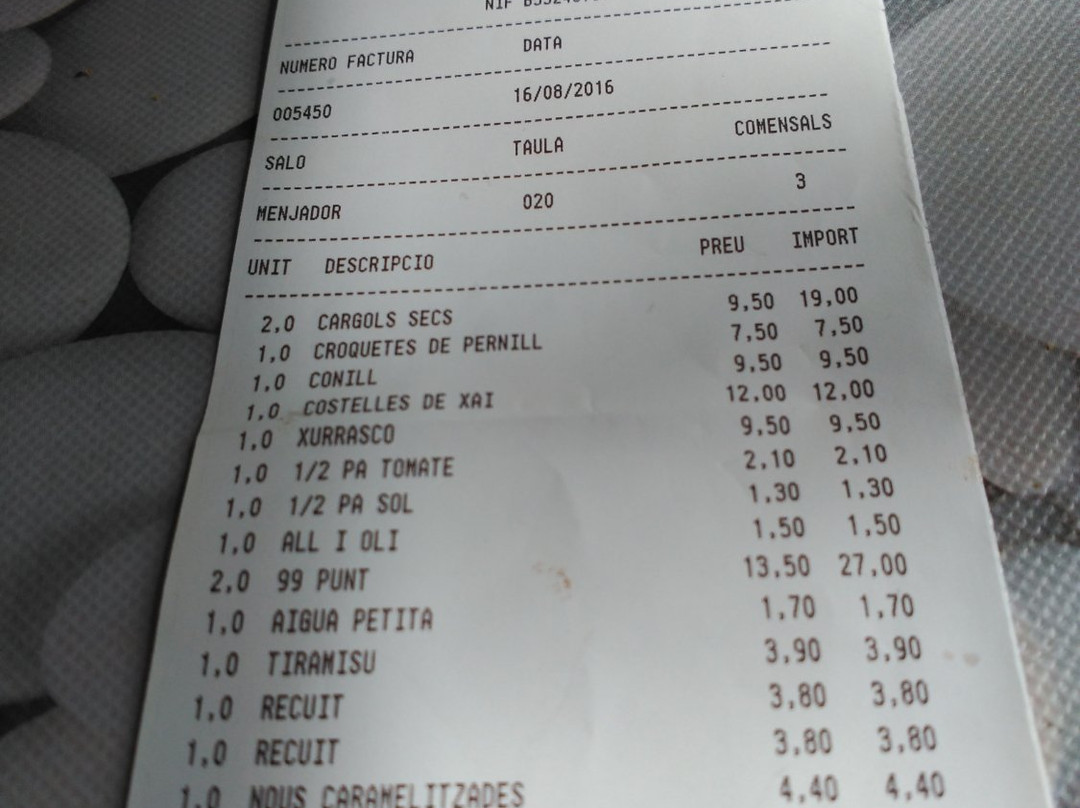 NIF
NUMERO FACTURA DATA
005450 16/08/2016
SALO TAULA COMENSALS
MENJADOR 020 3
UNIT DESCRIPCIO PREU IMPORT
2,0 CARGOLS SECS 9,50 19,00
1,0 CROQUETES DE PERNILL 7,50 7,50
1,0 CONILL 9,50 9,50
1,0 COSTELLES DE XAI 12,00 12,00
1,0 XURRASCO 9,50 9,50
1,0 1/2 PA TOMATE 2,10 2,10
1,0 1/2 PA SOL 1,30 1,30
1,0 ALL I OLI 1,50 1,50
2,0 99 PUNT 13,50 27,00
1,0 AIGUA PETITA 1,70 1,70
1,0 TIRAMISU 3,90 3,90
1,0 RECUIT 3,80 3,80
1,0 RECUIT 3,80 3,80
1,0 NOUS CARAMELITZADES 4,40 4,40